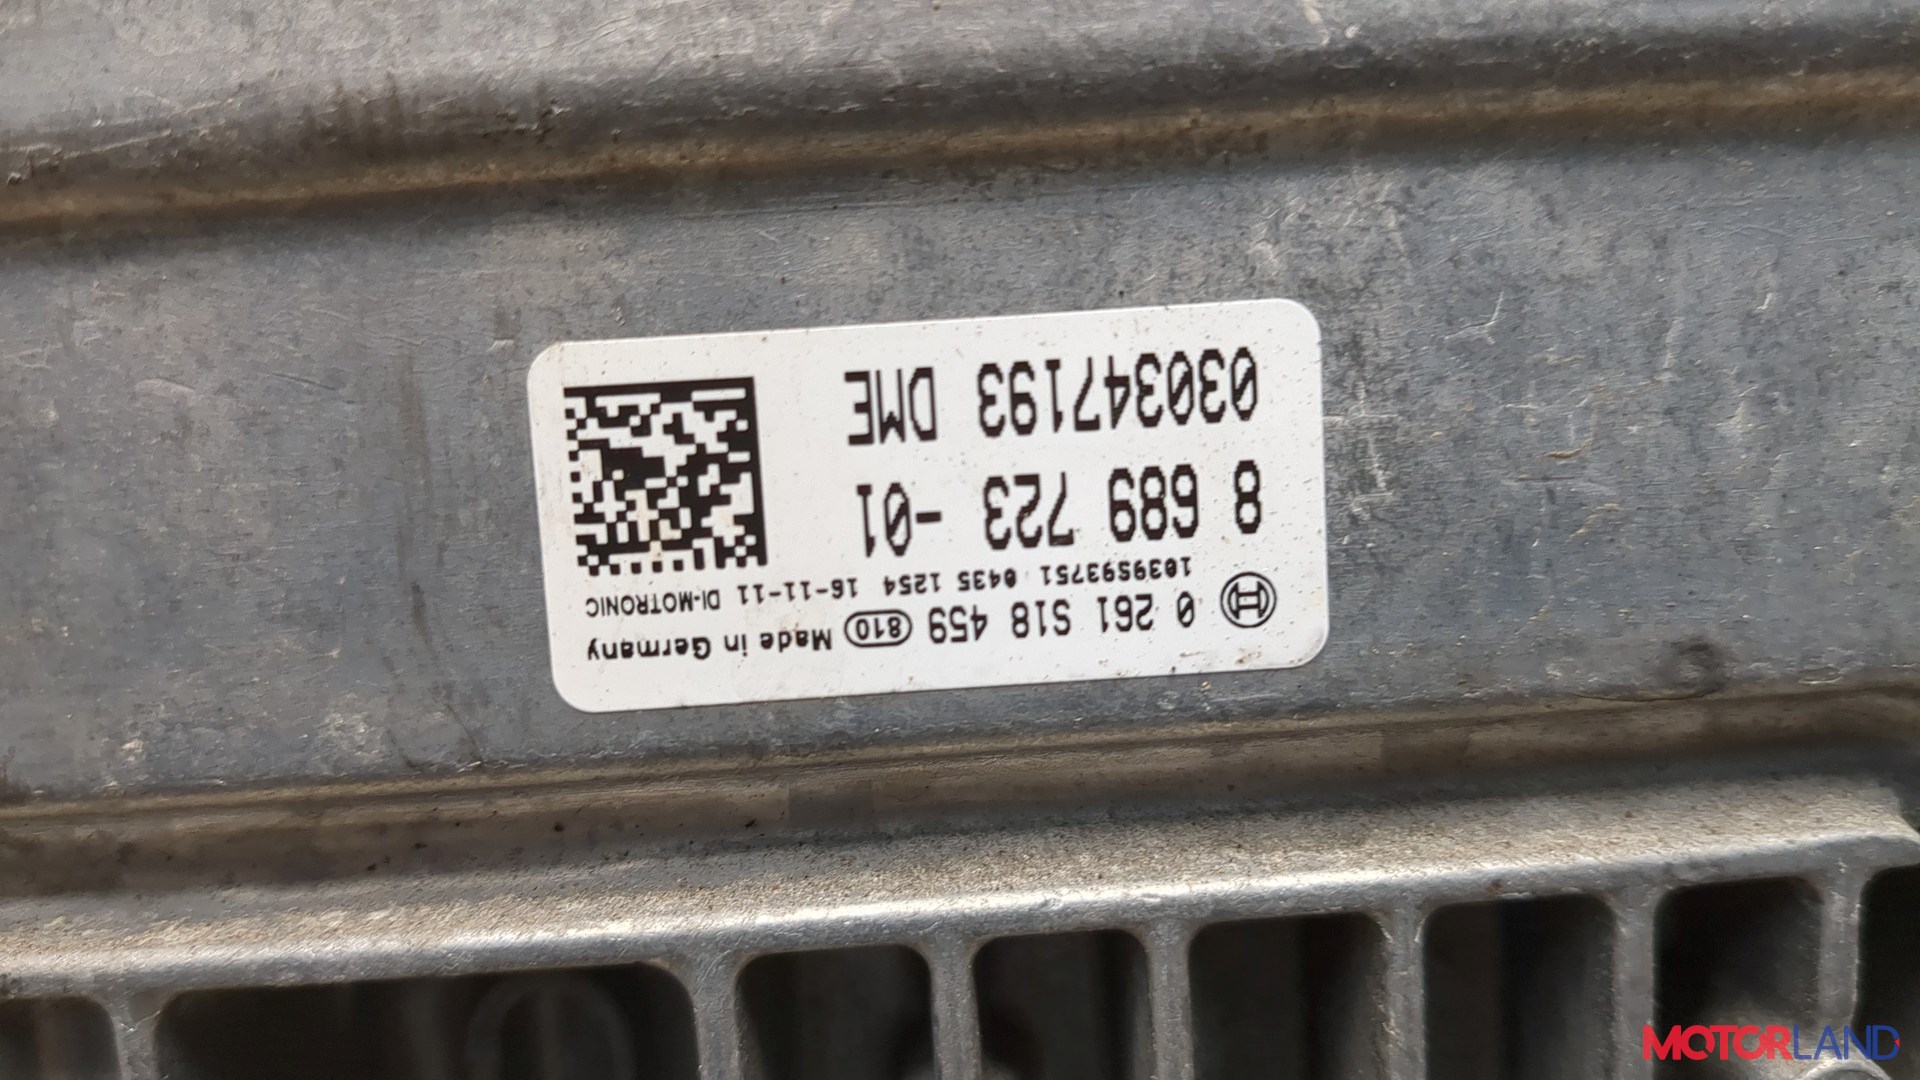 0 261 S18 459 810 Made in Germany
1039S93751 0435 1254 16-11-11 DI-MOTRONIC
8 689 723 -01
030347193 DME
MOTORLAND